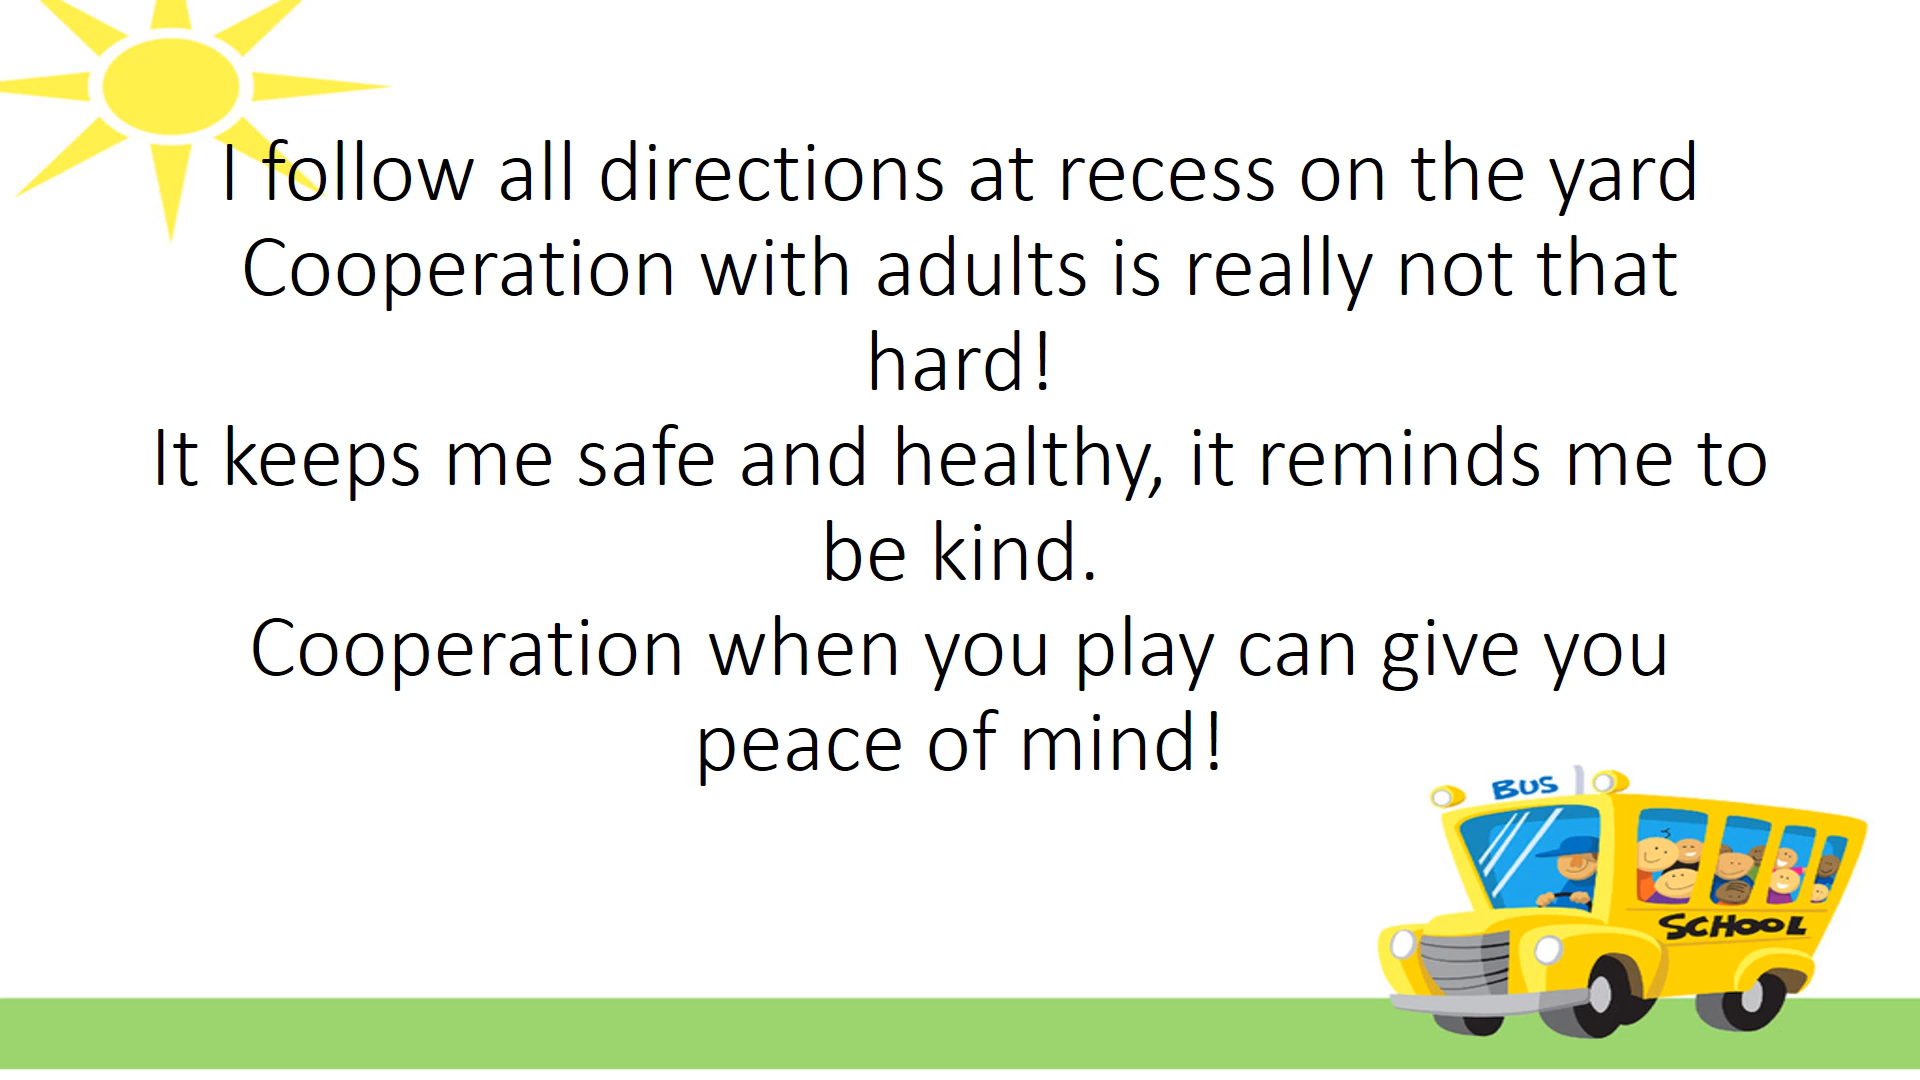 I follow all directions at recess on the yard
Cooperation with adults is really not that
hard!
It keeps me safe and healthy, it reminds me to
be kind.
Cooperation when you play can give you
peace of mind!
BUS
SCHOOL